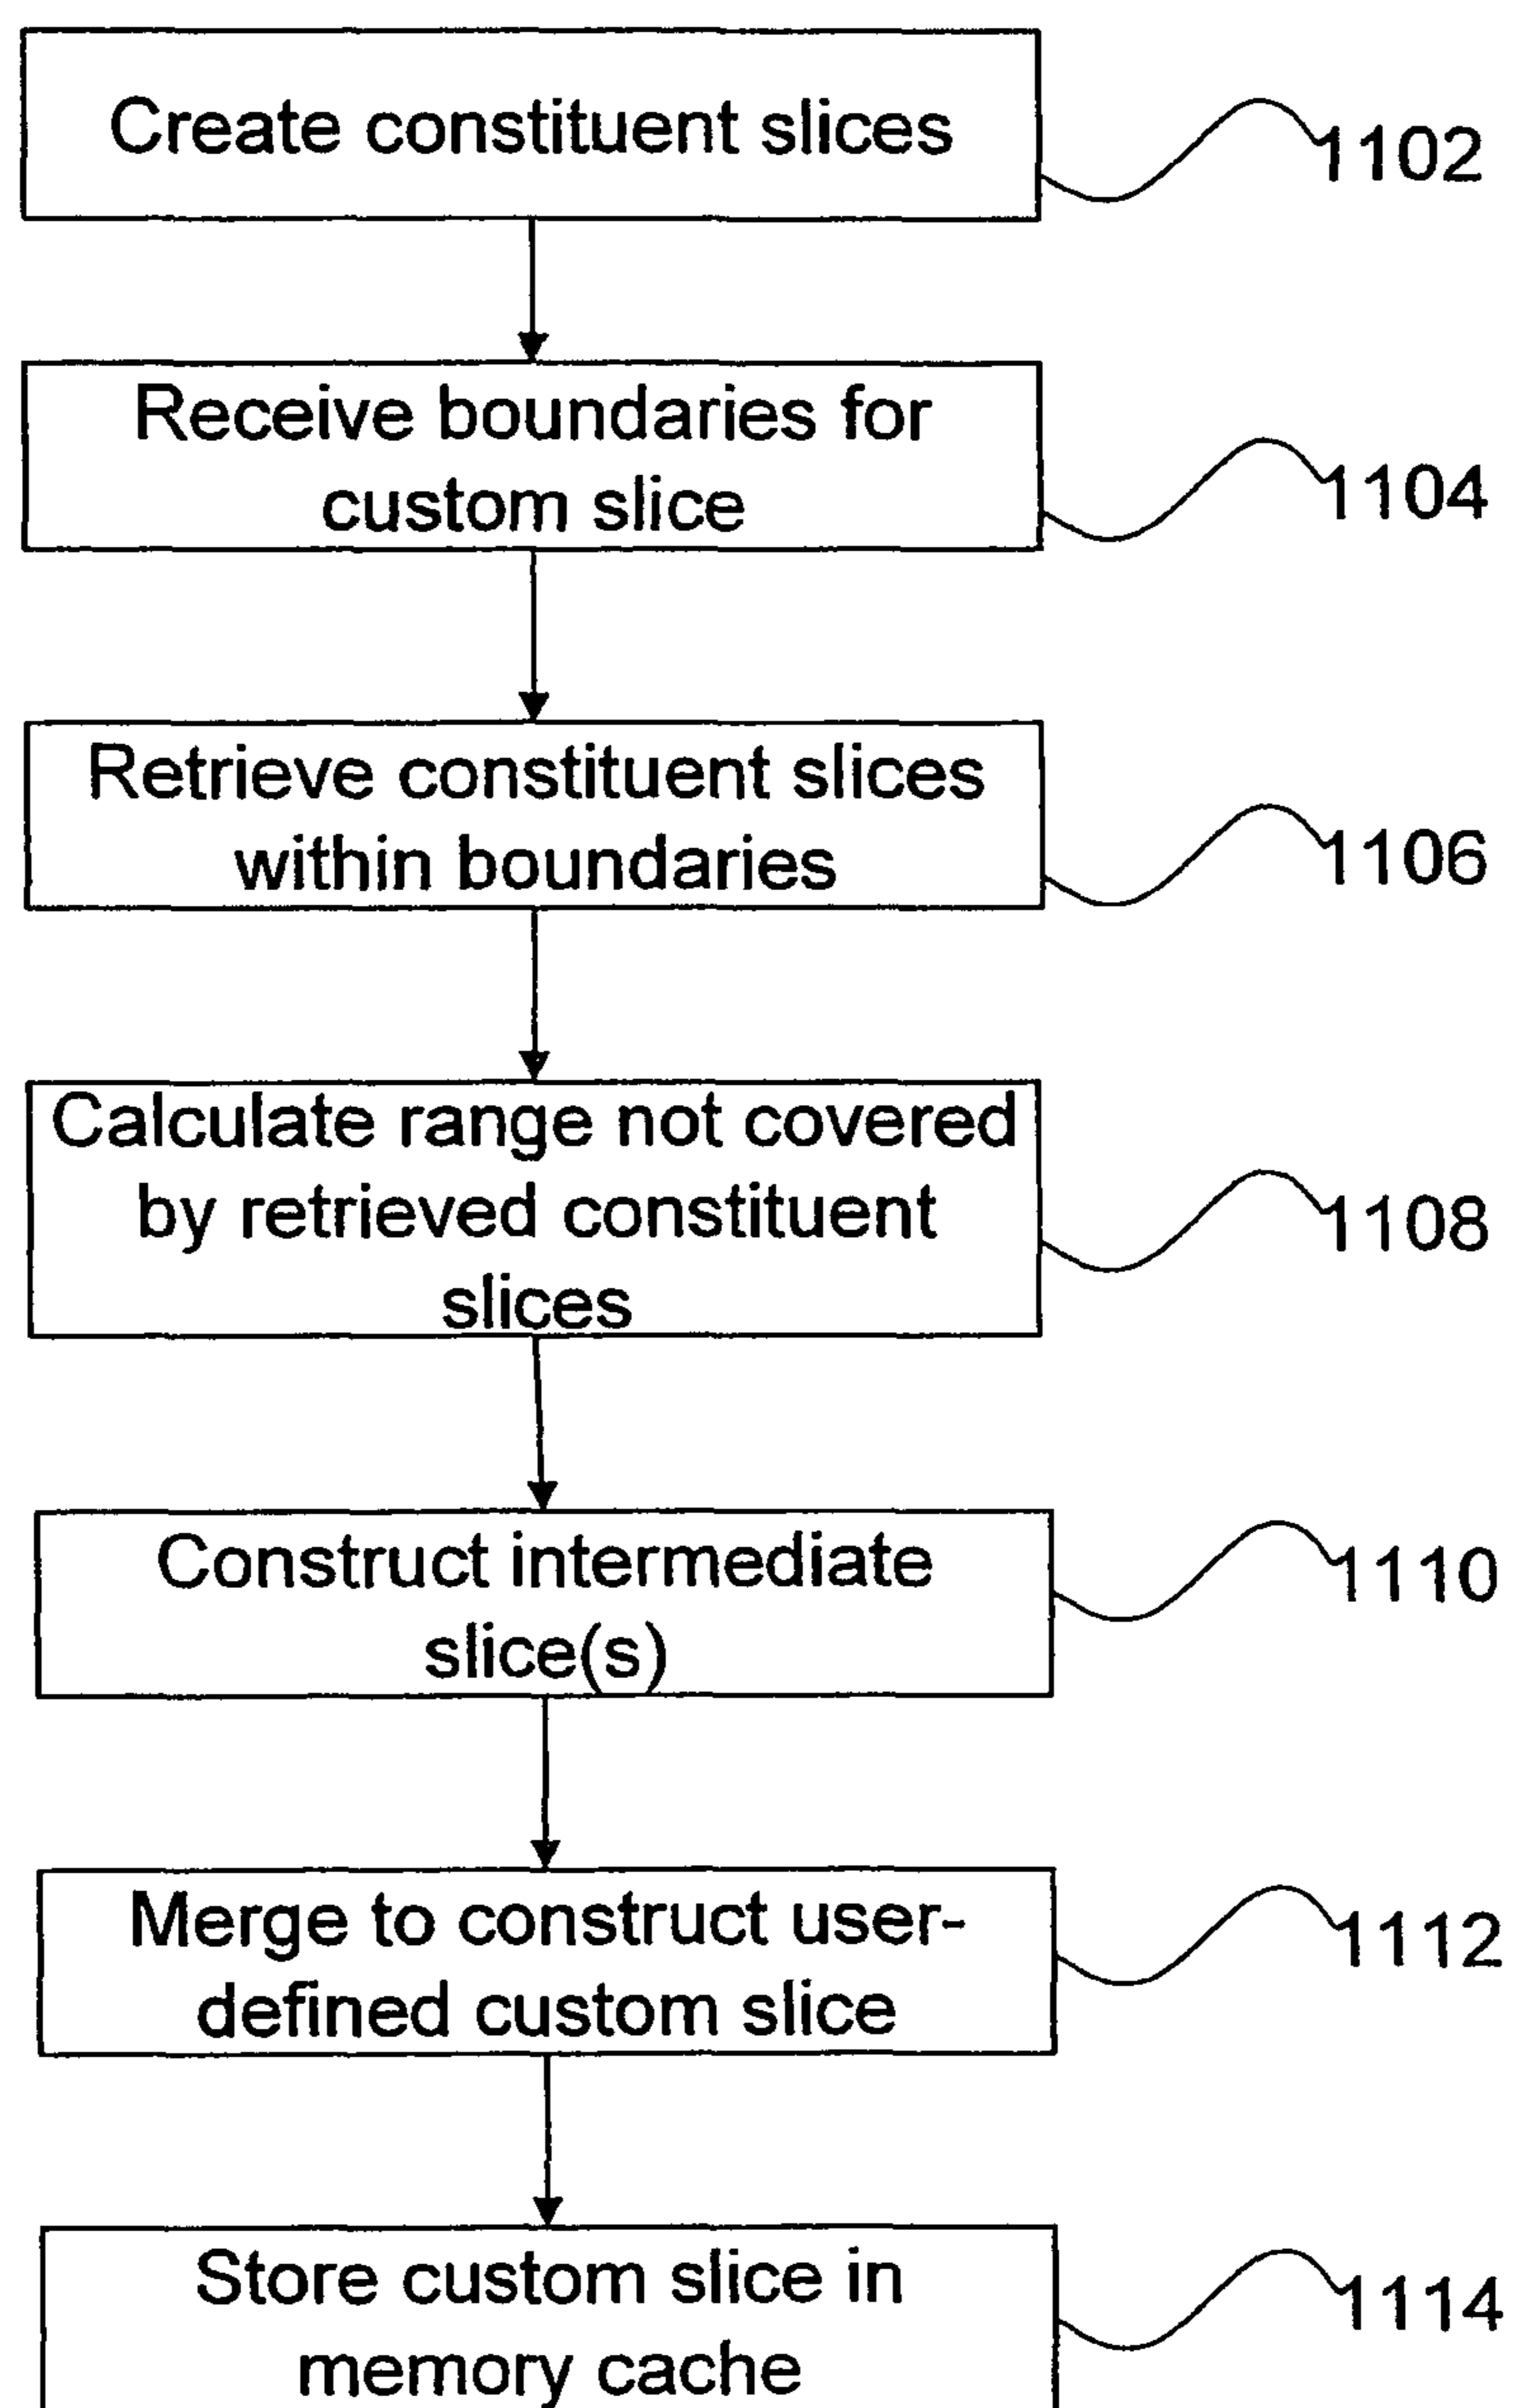 Create constituent slices
1102
Receive boundaries for
custom slice
1104
Retrieve constituent slices
within boundaries
1106
Calculate range not covered
by retrieved constituent
slices
1108
Construct intermediate
slice(s)
1110
Merge to construct user-
defined custom slice
1112
Store custom slice in
memory cache
1114